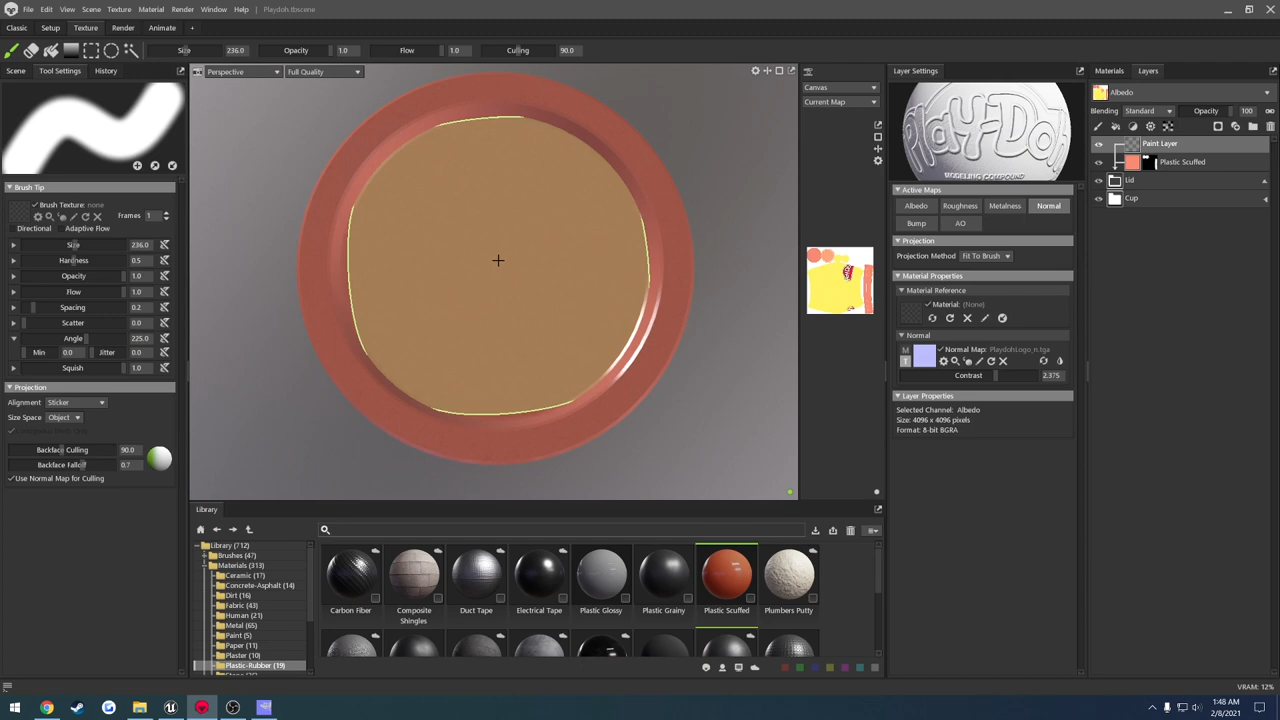 File Edit View Scene Texture Material Render Window Help Playdoh.tbscene
Classic Setup Texture Render Animate +
Size 236.0 Opacity 1.0 Flow 1.0 Culling 90.0
Scene Tool Settings History
Perspective Full Quality
Canvas
Current Map
Layer Settings
Materials Layers
Albedo
Blending Standard Opacity 100
Paint Layer
Plastic Scuffed
Lid
Cup
Play-Doh
MODELING COMPOUND
Brush Tip
Brush Texture: none
Frames 1
Directional Adaptive Flow
Size 236.0
Hardness 0.5
Opacity 1.0
Flow 1.0
Spacing 0.2
Scatter 0.0
Angle 225.0
Min 0.0 Jitter 0.0
Squish 1.0
Projection
Alignment Sticker
Size Space Object
Backface Culling 90.0
Backface Falloff 0.7
Use Normal Map for Culling
Active Maps
Albedo Roughness Metalness Normal
Bump AO
Projection
Projection Method Fit To Brush
Material Properties
Material Reference
Material: (None)
Normal
M
T
Normal Map: PlaydohLogo_n.tga
Contrast 2.375
Layer Properties
Selected Channel: Albedo
Size: 4096 x 4096 pixels
Format: 8-bit BGRA
Library
Library (712)
Brushes (47)
Materials (313)
Ceramic (17)
Concrete-Asphalt (14)
Dirt (16)
Fabric (43)
Human (21)
Metal (65)
Paint (5)
Paper (11)
Plaster (10)
Plastic-Rubber (19)
Carbon Fiber
Composite Shingles
Duct Tape
Electrical Tape
Plastic Glossy
Plastic Grainy
Plastic Scuffed
Plumbers Putty
VRAM: 12%
1:48 AM
2/8/2021